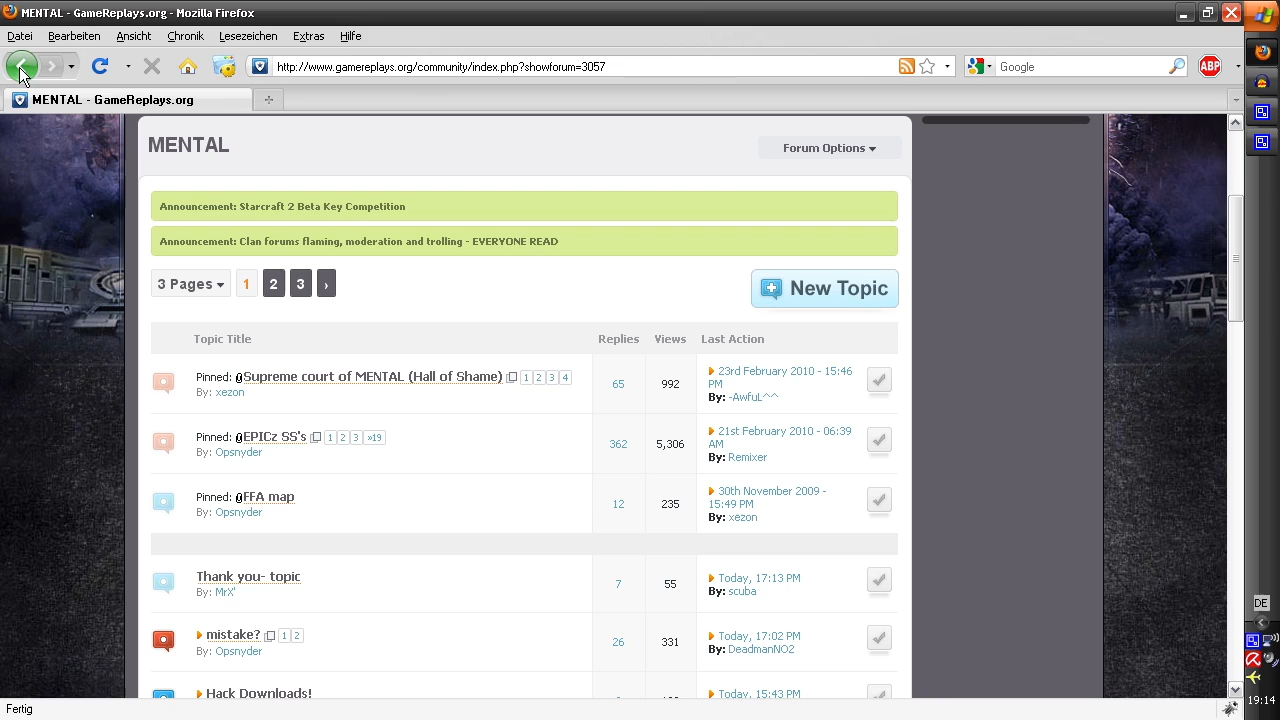 MENTAL - GameReplays.org - Mozilla Firefox
Datei Bearbeiten Ansicht Chronik Lesezeichen Extras Hilfe
http://www.gamereplays.org/community/index.php?showforum=3057
Google
ABP
MENTAL - GameReplays.org
MENTAL
Forum Options
Announcement: Starcraft 2 Beta Key Competition
Announcement: Clan forums flaming, moderation and trolling - EVERYONE READ
3 Pages 1 2 3 ›
New Topic
Topic Title Replies Views Last Action
Pinned: Supreme court of MENTAL (Hall of Shame) 1 2 3 4
By: xezon
65 992
23rd February 2010 - 15:46
PM
By: -AwfuL^^
Pinned: EPICz SS's 1 2 3 »19
By: Opsnyder
362 5,306
21st February 2010 - 06:39
AM
By: Remixer
Pinned: FFA map
By: Opsnyder
12 235
30th November 2009 -
15:49 PM
By: xezon
Thank you- topic
By: MrX'
7 55
Today, 17:13 PM
By: scuba
mistake? 1 2
By: Opsnyder
26 331
Today, 17:02 PM
By: DeadmanNO2
Hack Downloads!
Today, 15:43 PM
Fertig
DE
19:14